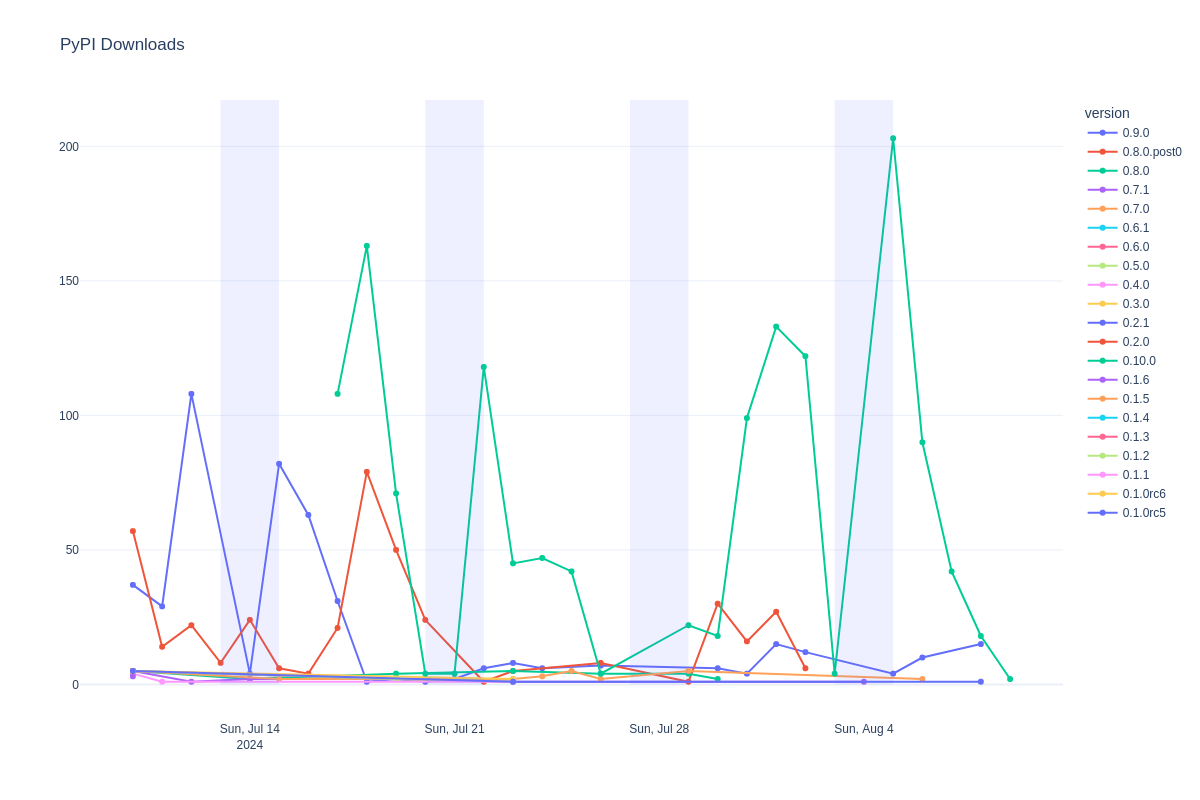 PyPI Downloads
version
0.9.0
0.8.0.post0
0.8.0
0.7.1
0.7.0
0.6.1
0.6.0
0.5.0
0.4.0
0.3.0
0.2.1
0.2.0
0.10.0
0.1.6
0.1.5
0.1.4
0.1.3
0.1.2
0.1.1
0.1.0rc6
0.1.0rc5
200
150
100
50
0
Sun, Jul 14
2024
Sun, Jul 21
Sun, Jul 28
Sun, Aug 4